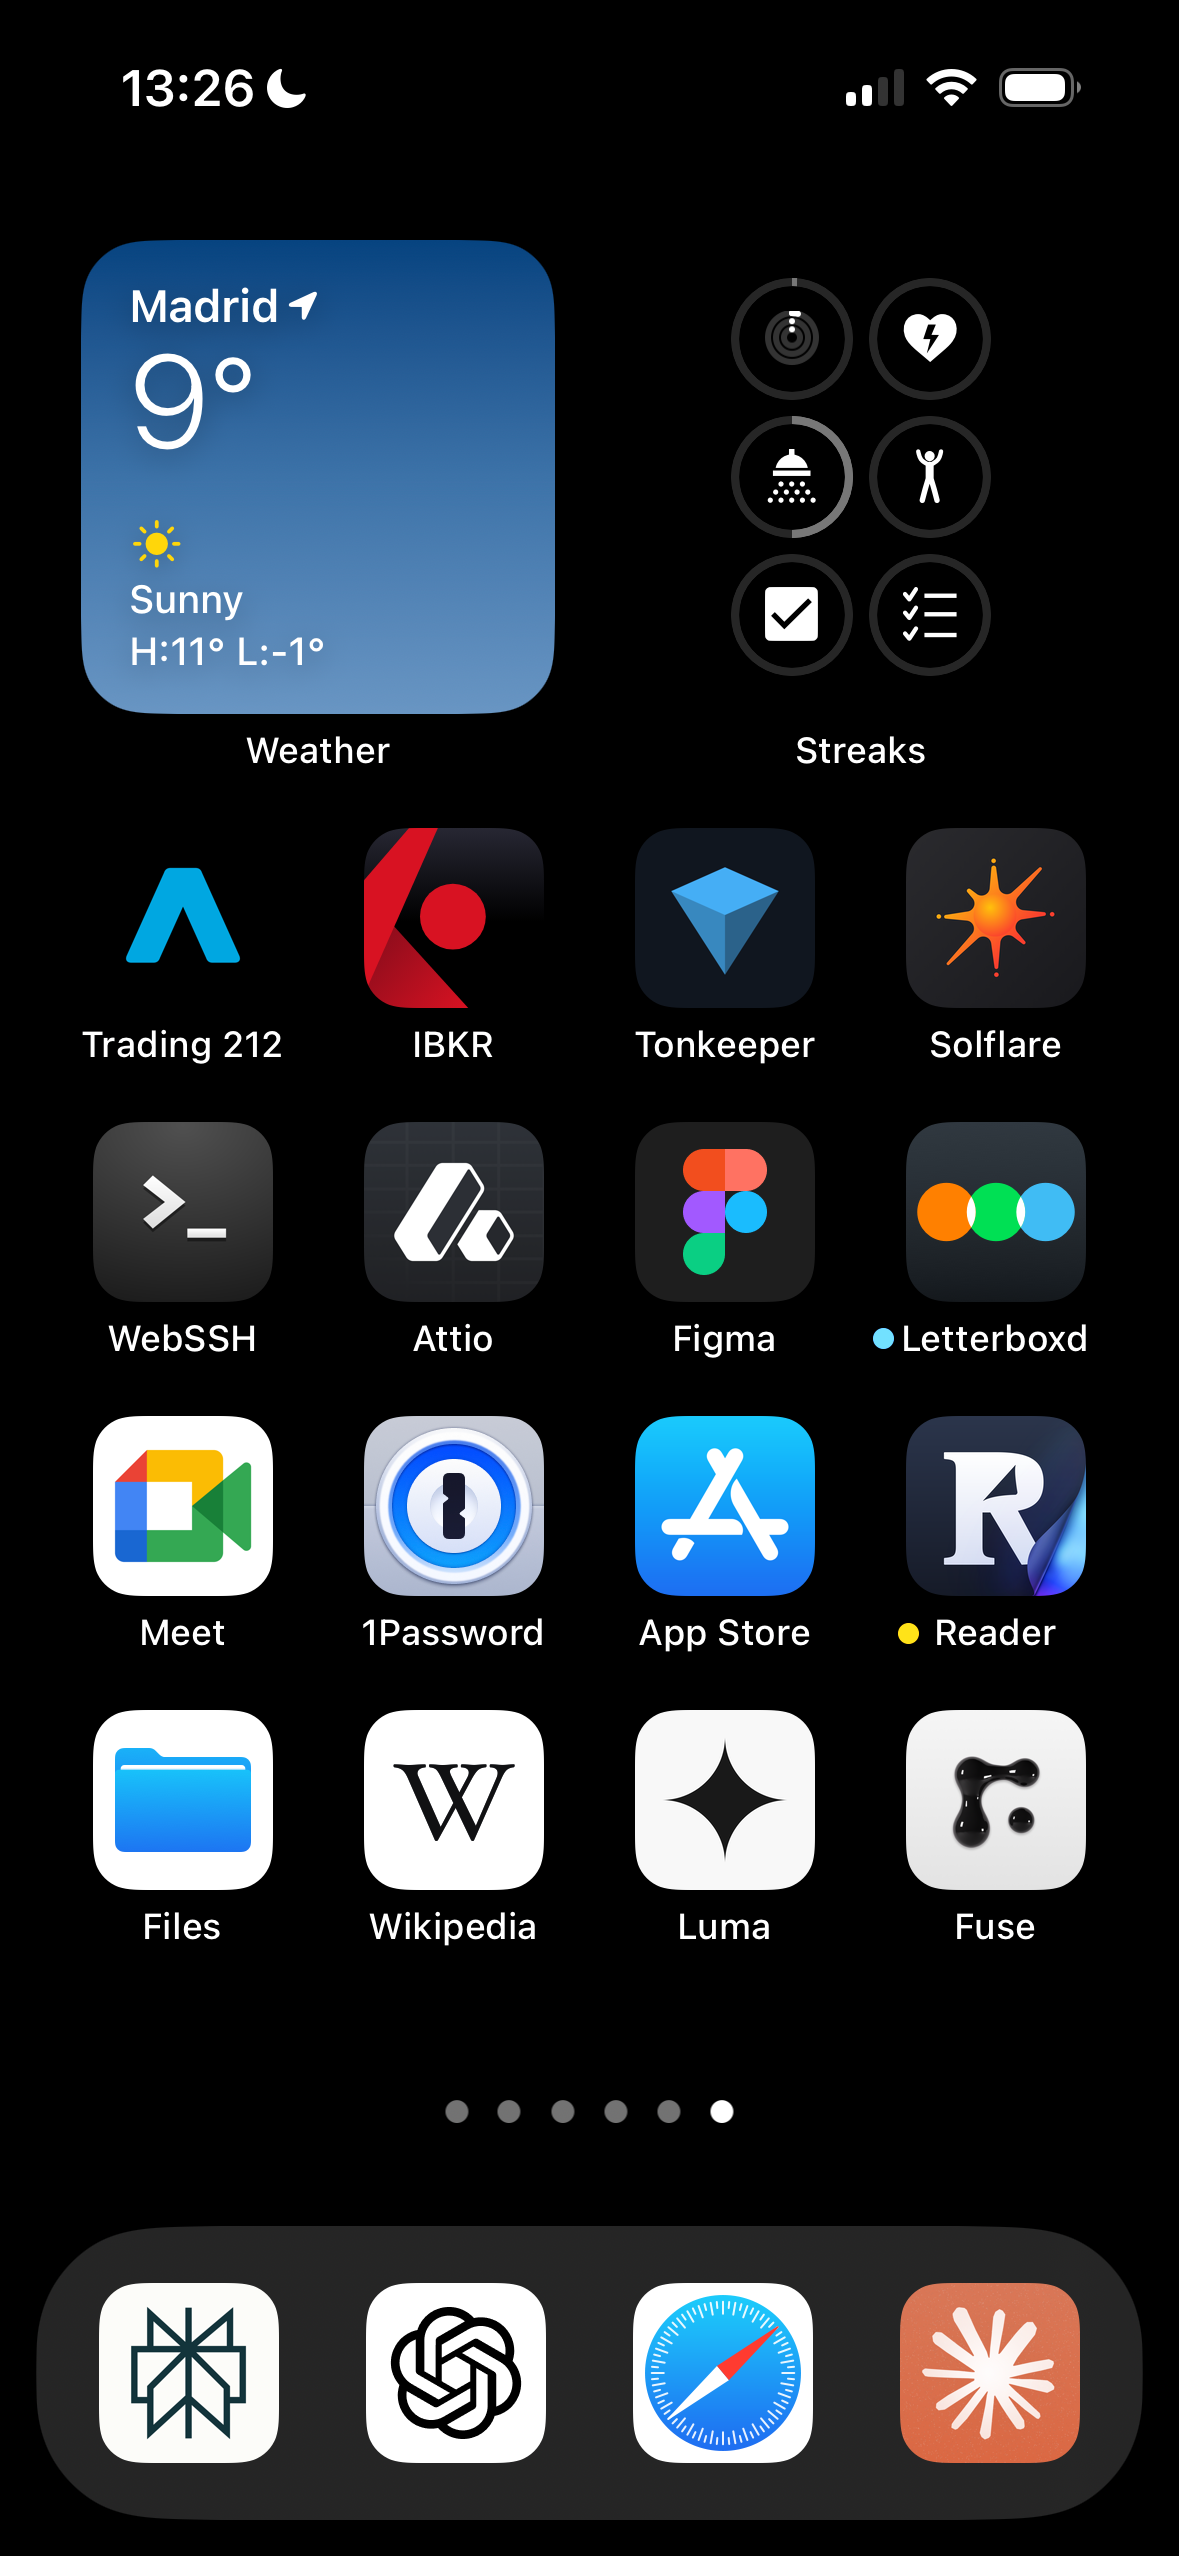 13:26
Madrid
9°
Sunny
H:11° L:-1°
Weather
Streaks
Trading 212
IBKR
Tonkeeper
Solflare
WebSSH
Attio
Figma
Letterboxd
Meet
1Password
App Store
R
Reader
W
Files
Wikipedia
Luma
Fuse